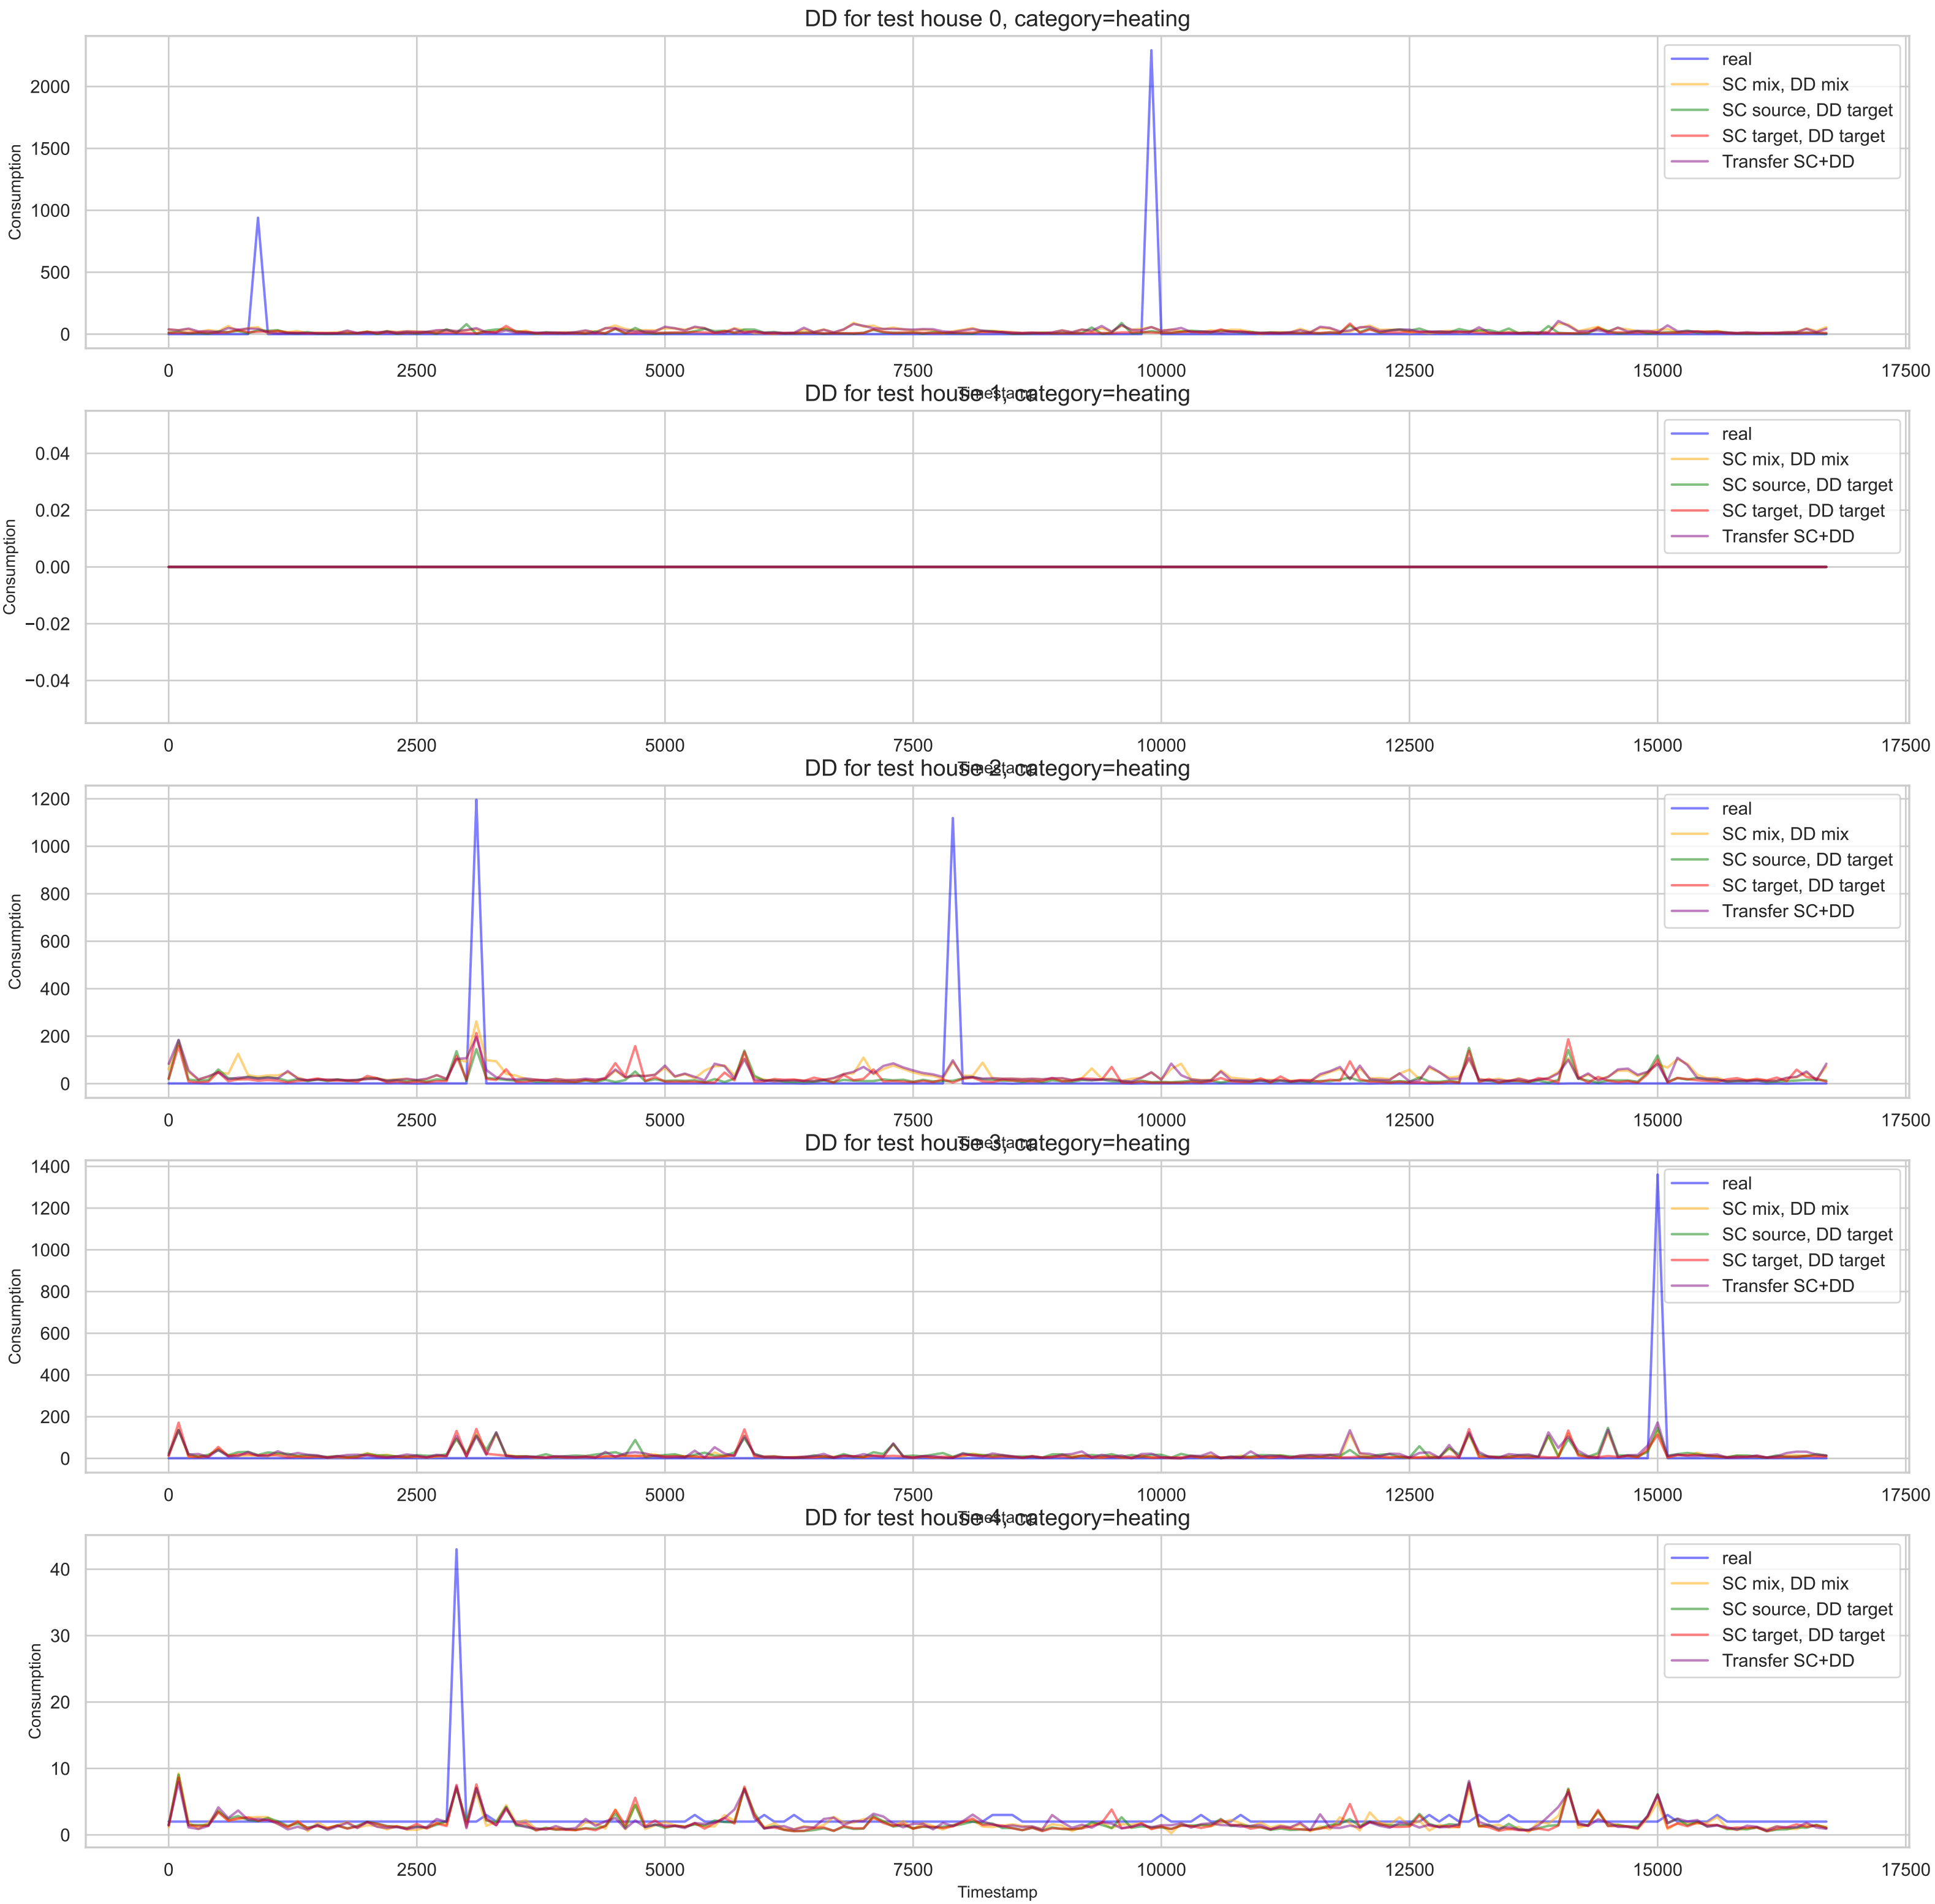 DD for test house 0, category=heating
Consumption
2000
1500
1000
500
0
real
SC mix, DD mix
SC source, DD target
SC target, DD target
Transfer SC+DD
0 2500 5000 7500 10000 12500 15000 17500
Timestamp
DD for test house 1, category=heating
Consumption
0.04
0.02
0.00
−0.02
−0.04
real
SC mix, DD mix
SC source, DD target
SC target, DD target
Transfer SC+DD
0 2500 5000 7500 10000 12500 15000 17500
Timestamp
DD for test house 2, category=heating
Consumption
1200
1000
800
600
400
200
0
real
SC mix, DD mix
SC source, DD target
SC target, DD target
Transfer SC+DD
0 2500 5000 7500 10000 12500 15000 17500
Timestamp
DD for test house 3, category=heating
Consumption
1400
1200
1000
800
600
400
200
0
real
SC mix, DD mix
SC source, DD target
SC target, DD target
Transfer SC+DD
0 2500 5000 7500 10000 12500 15000 17500
Timestamp
DD for test house 4, category=heating
Consumption
40
30
20
10
0
real
SC mix, DD mix
SC source, DD target
SC target, DD target
Transfer SC+DD
0 2500 5000 7500 10000 12500 15000 17500
Timestamp